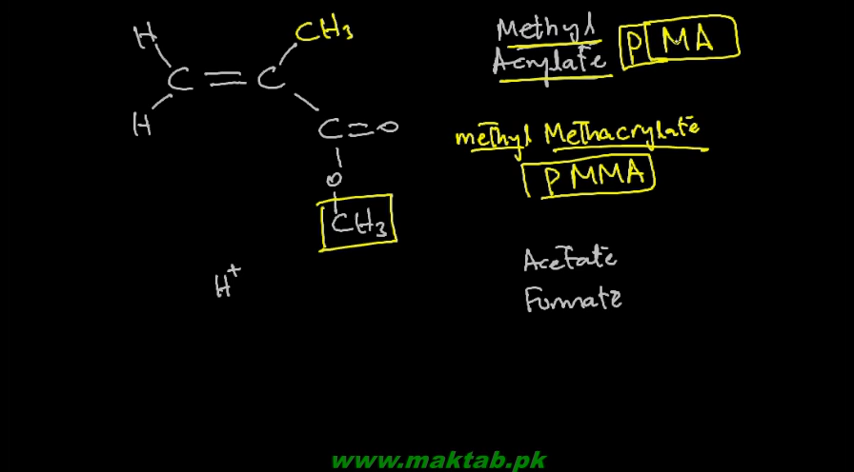 H
CH3
C = C
H
C=O
O
CH3
H+
Methyl
Acrylate PMA
methyl Methacrylate
PMMA
Acetate
Formate
www.maktab.pk